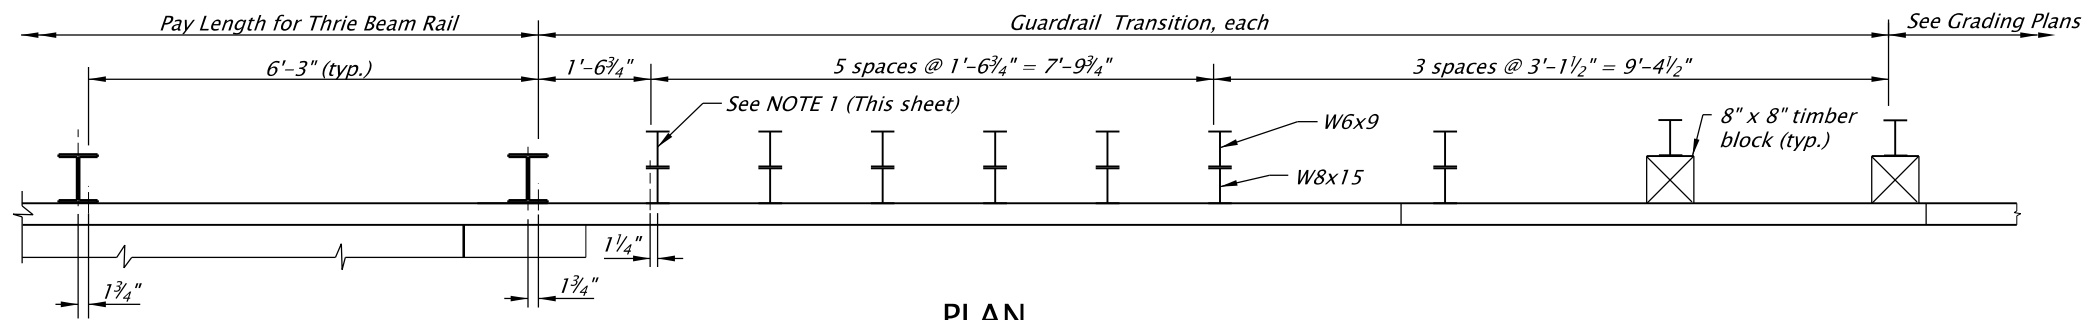 Pay Length for Thrie Beam Rail
Guardrail Transition, each
See Grading Plans
6'-3" (typ.)
1'-6¾"
5 spaces @ 1'-6¾" = 7'-9¾"
3 spaces @ 3'-1½" = 9'-4½"
See NOTE 1 (This sheet)
W6x9
8" x 8" timber
block (typ.)
W8x15
1¼"
1¾"
1¾"
PLAN